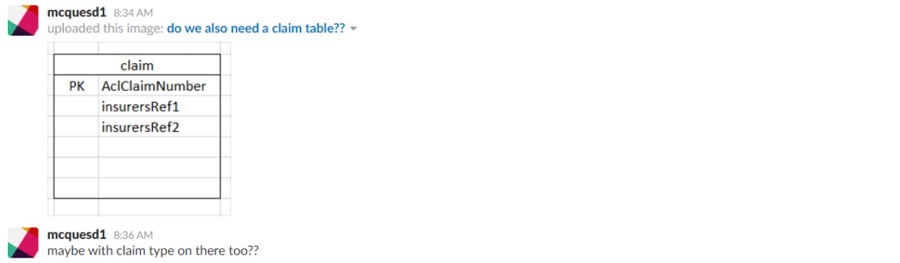 mcquesd1 8:34 AM
uploaded this image: do we also need a claim table??
claim
PK AclClaimNumber
insurersRef1
insurersRef2
mcquesd1 8:36 AM
maybe with claim type on there too??